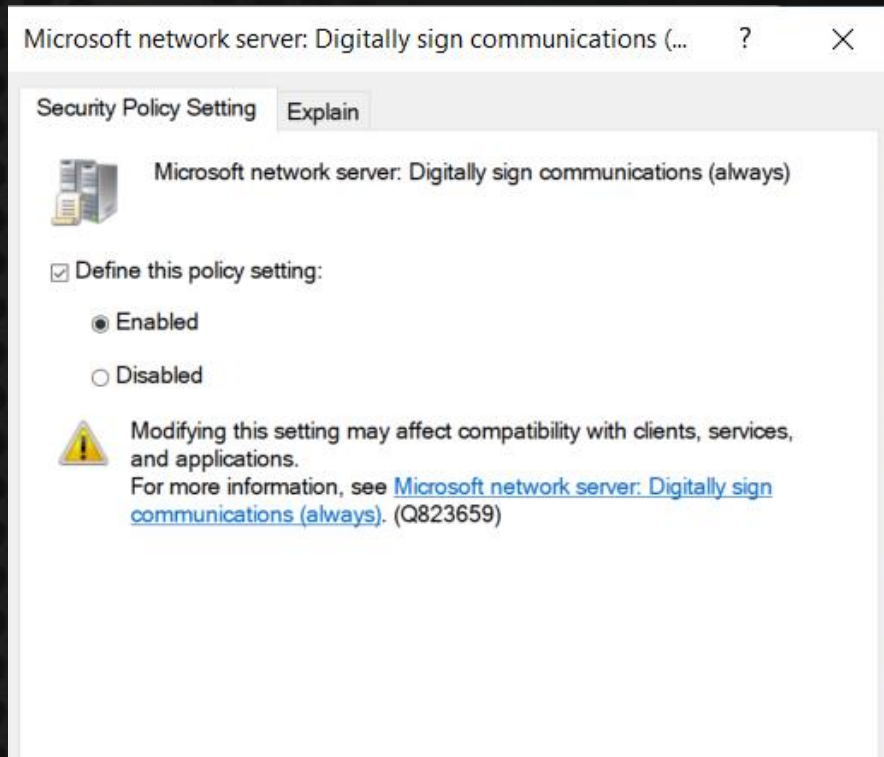 Microsoft network server: Digitally sign communications (... ?
Security Policy Setting Explain
Microsoft network server: Digitally sign communications (always)
Define this policy setting:
Enabled
Disabled
Modifying this setting may affect compatibility with clients, services,
and applications.
For more information, see Microsoft network server: Digitally sign
communications (always). (Q823659)